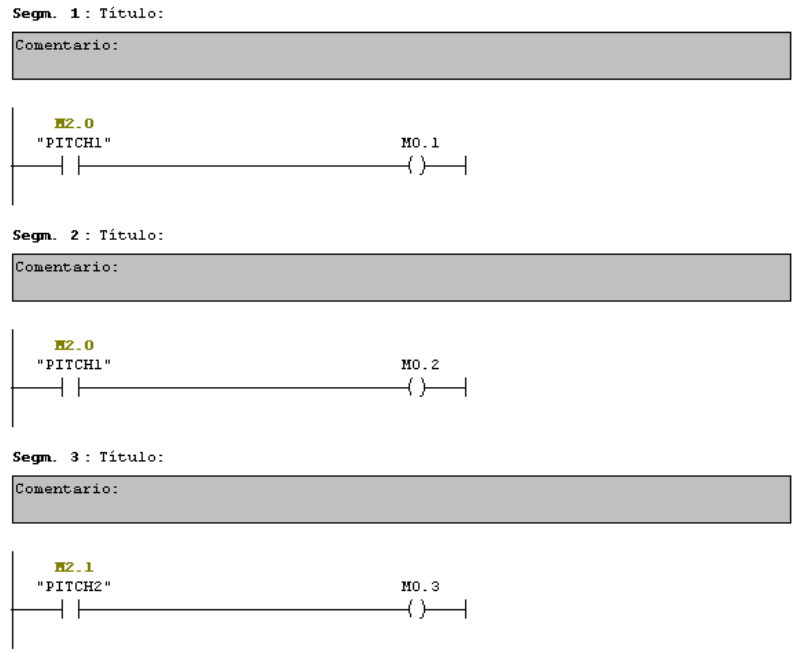 Segm. 1 : Título:
Comentario:
M2.0
"PITCH1" M0.1
Segm. 2 : Título:
Comentario:
M2.0
"PITCH1" M0.2
Segm. 3 : Título:
Comentario:
M2.1
"PITCH2" M0.3